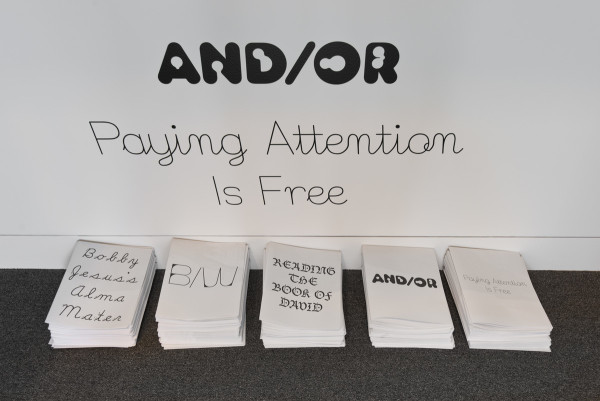 AND/OR
Paying Attention
Is Free
Bobby
Jesus's
Alma
Mater
B/W
READING
THE
BOOK OF
DAVID
AND/OR
Paying Attention
Is Free